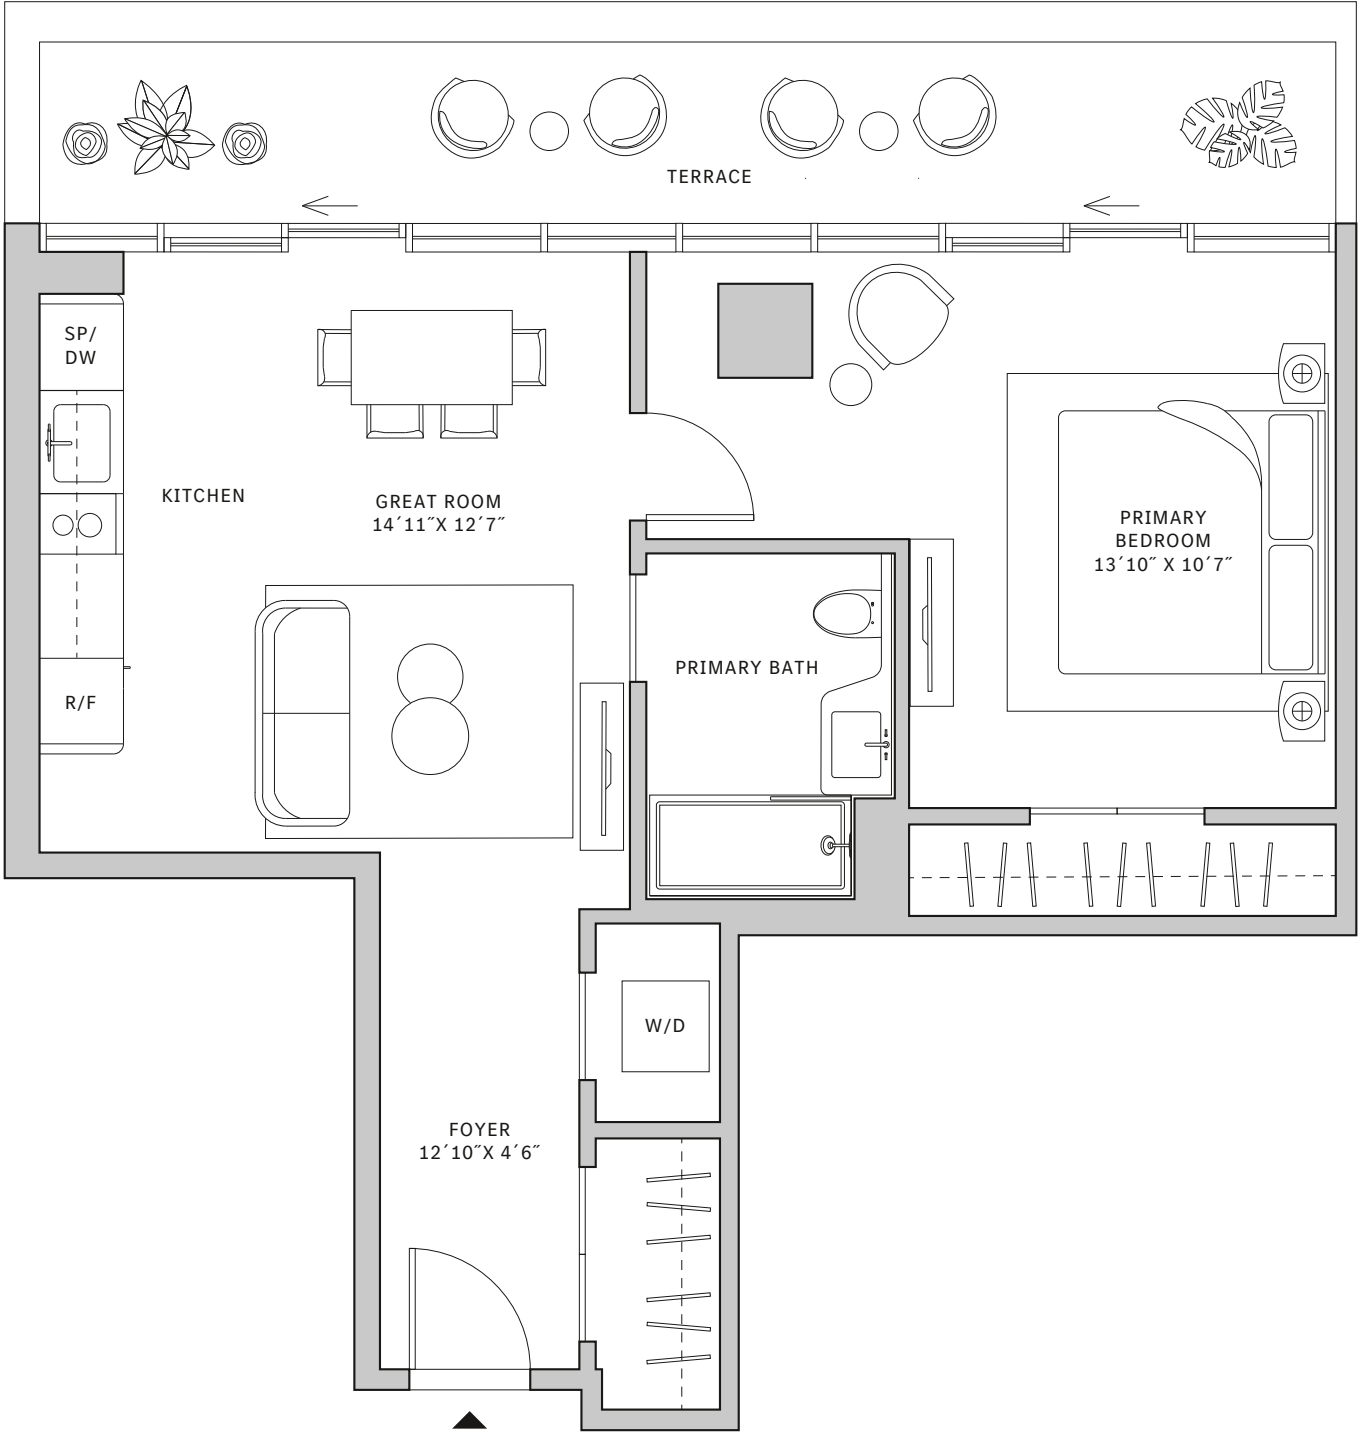 TERRACE
SP/
DW
KITCHEN
GREAT ROOM
14´11˝X 12´7˝
PRIMARY
BEDROOM
13´10˝ X 10´7˝
PRIMARY BATH
R/F
W/D
FOYER
12´10˝X 4´6˝